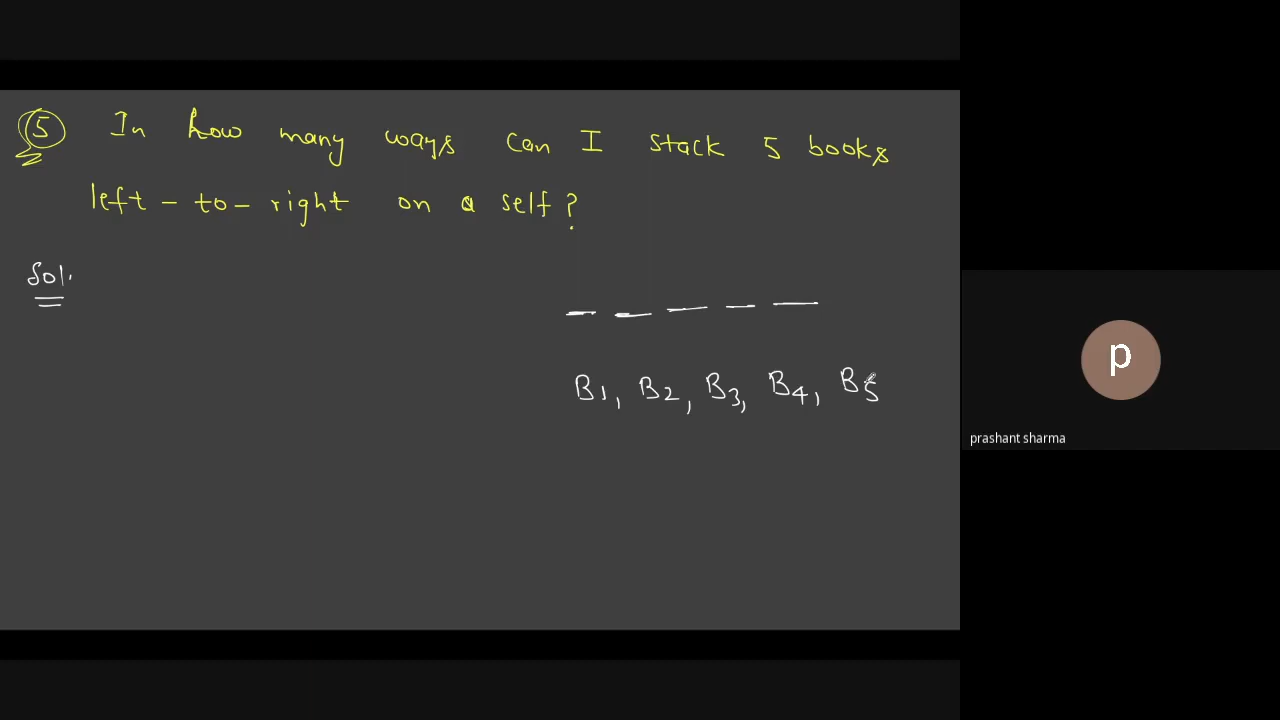 5 In how many ways can I stack 5 books
left-to-right on a self?
Sol.
B1, B2, B3, B4, B5
p
prashant sharma